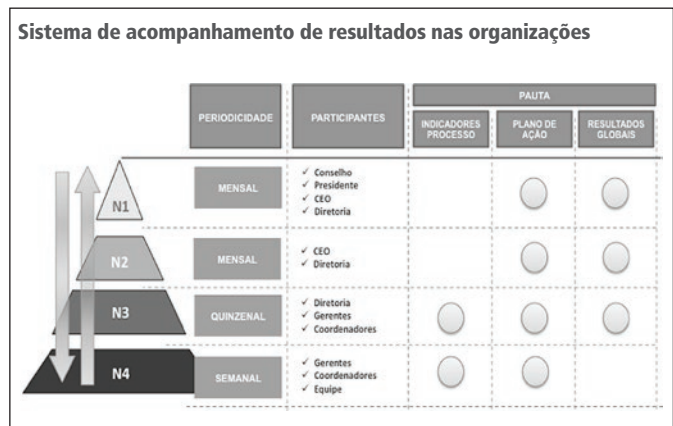 Sistema de acompanhamento de resultados nas organizações
PAUTA
PERIODICIDADE
PARTICIPANTES
INDICADORES
PROCESSO
PLANO DE
AÇÃO
RESULTADOS
GLOBAIS
N1
MENSAL
✓ Conselho
✓ Presidente
✓ CEO
✓ Diretoria
N2
MENSAL
✓ CEO
✓ Diretoria
N3
QUINZENAL
✓ Diretoria
✓ Gerentes
✓ Coordenadores
N4
SEMANAL
✓ Gerentes
✓ Coordenadores
✓ Equipe